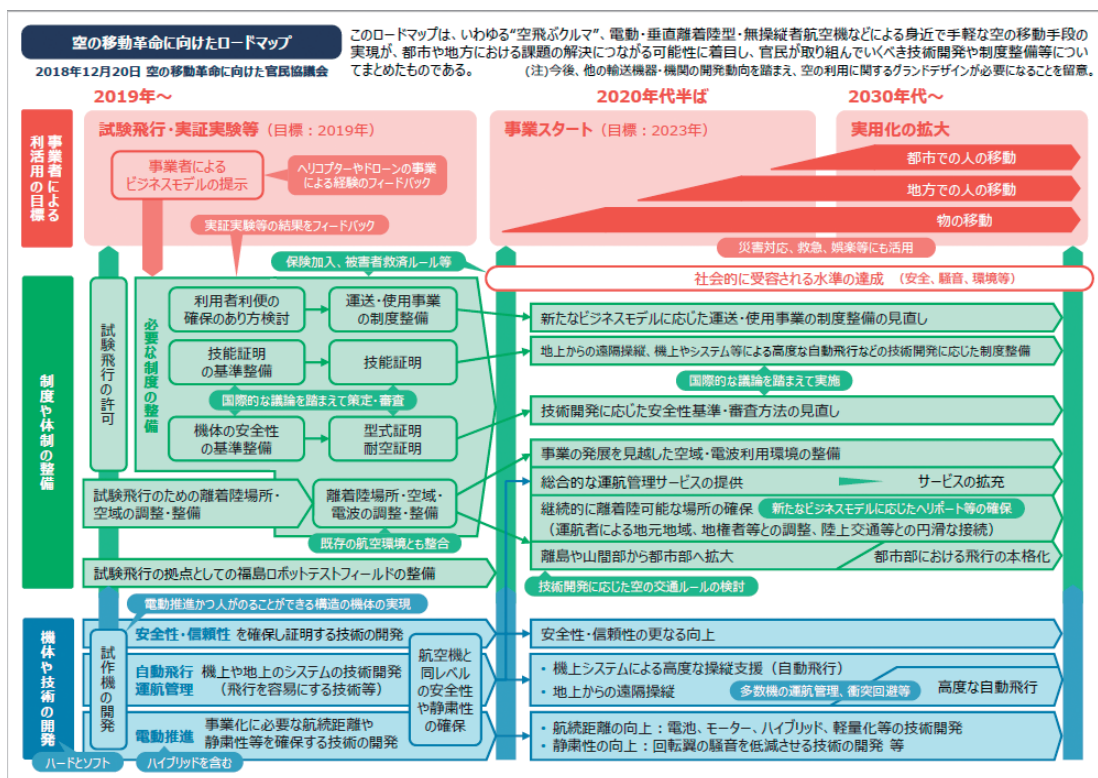 空の移動革命に向けたロードマップ
2018年12月20日 空の移動革命に向けた官民協議会
このロードマップは、いわゆる“空飛ぶクルマ”、電動・垂直離着陸型・無操縦者航空機などによる身近で手軽な空の移動手段の
実現が、都市や地方における課題の解決につながる可能性に着目し、官民が取り組んでいくべき技術開発や制度整備等につい
てまとめたものである。
(注)今後、他の輸送機器・機関の開発動向を踏まえ、空の利用に関するグランドデザインが必要になることを留意。
2019年～
2020年代半ば
2030年代～
事業者による
利活用の目標
試験飛行・実証実験等（目標：2019年）
事業スタート（目標：2023年）
実用化の拡大
事業者による
ビジネスモデルの提示
ヘリコプターやドローンの事業
による経験のフィードバック
都市での人の移動
地方での人の移動
物の移動
実証実験等の結果をフィードバック
災害対応、救急、娯楽等にも活用
保険加入、被害者救済ルール等
社会的に受容される水準の達成 （安全、騒音、環境等）
制度や体制の整備
試験飛行の許可
必要な制度の整備
利用者利便の
確保のあり方検討
運送・使用事業
の制度整備
新たなビジネスモデルに応じた運送・使用事業の制度整備の見直し
技能証明
の基準整備
技能証明
地上からの遠隔操縦、機上やシステム等による高度な自動飛行などの技術開発に応じた制度整備
国際的な議論を踏まえて策定・審査
国際的な議論を踏まえて実施
機体の安全性
の基準整備
型式証明
耐空証明
技術開発に応じた安全性基準・審査方法の見直し
事業の発展を見越した空域・電波利用環境の整備
試験飛行のための離着陸場所・
空域の調整・整備
離着陸場所・空域・
電波の調整・整備
総合的な運航管理サービスの提供
サービスの拡充
継続的に離着陸可能な場所の確保
新たなビジネスモデルに応じたヘリポート等の確保
（運航者による地元地域、地権者等との調整、陸上交通等との円滑な接続）
既存の航空環境とも整合
離島や山間部から都市部へ拡大
都市部における飛行の本格化
試験飛行の拠点としての福島ロボットテストフィールドの整備
技術開発に応じた空の交通ルールの検討
電動推進かつ人がのることができる構造の機体の実現
機体や技術の開発
試作機の開発
安全性・信頼性 を確保し証明する技術の開発
安全性・信頼性の更なる向上
自動飛行
運航管理
機上や地上のシステムの技術開発
（飛行を容易にする技術等）
航空機と
同レベル
の安全性
や静粛性
の確保
・ 機上システムによる高度な操縦支援（自動飛行）
・ 地上からの遠隔操縦
多数機の運航管理、衝突回避等
高度な自動飛行
電動推進
事業化に必要な航続距離や
静粛性等を確保する技術の開発
・ 航続距離の向上：電池、モーター、ハイブリッド、軽量化等の技術開発
・ 静粛性の向上：回転翼の騒音を低減させる技術の開発 等
ハードとソフト
ハイブリッドを含む